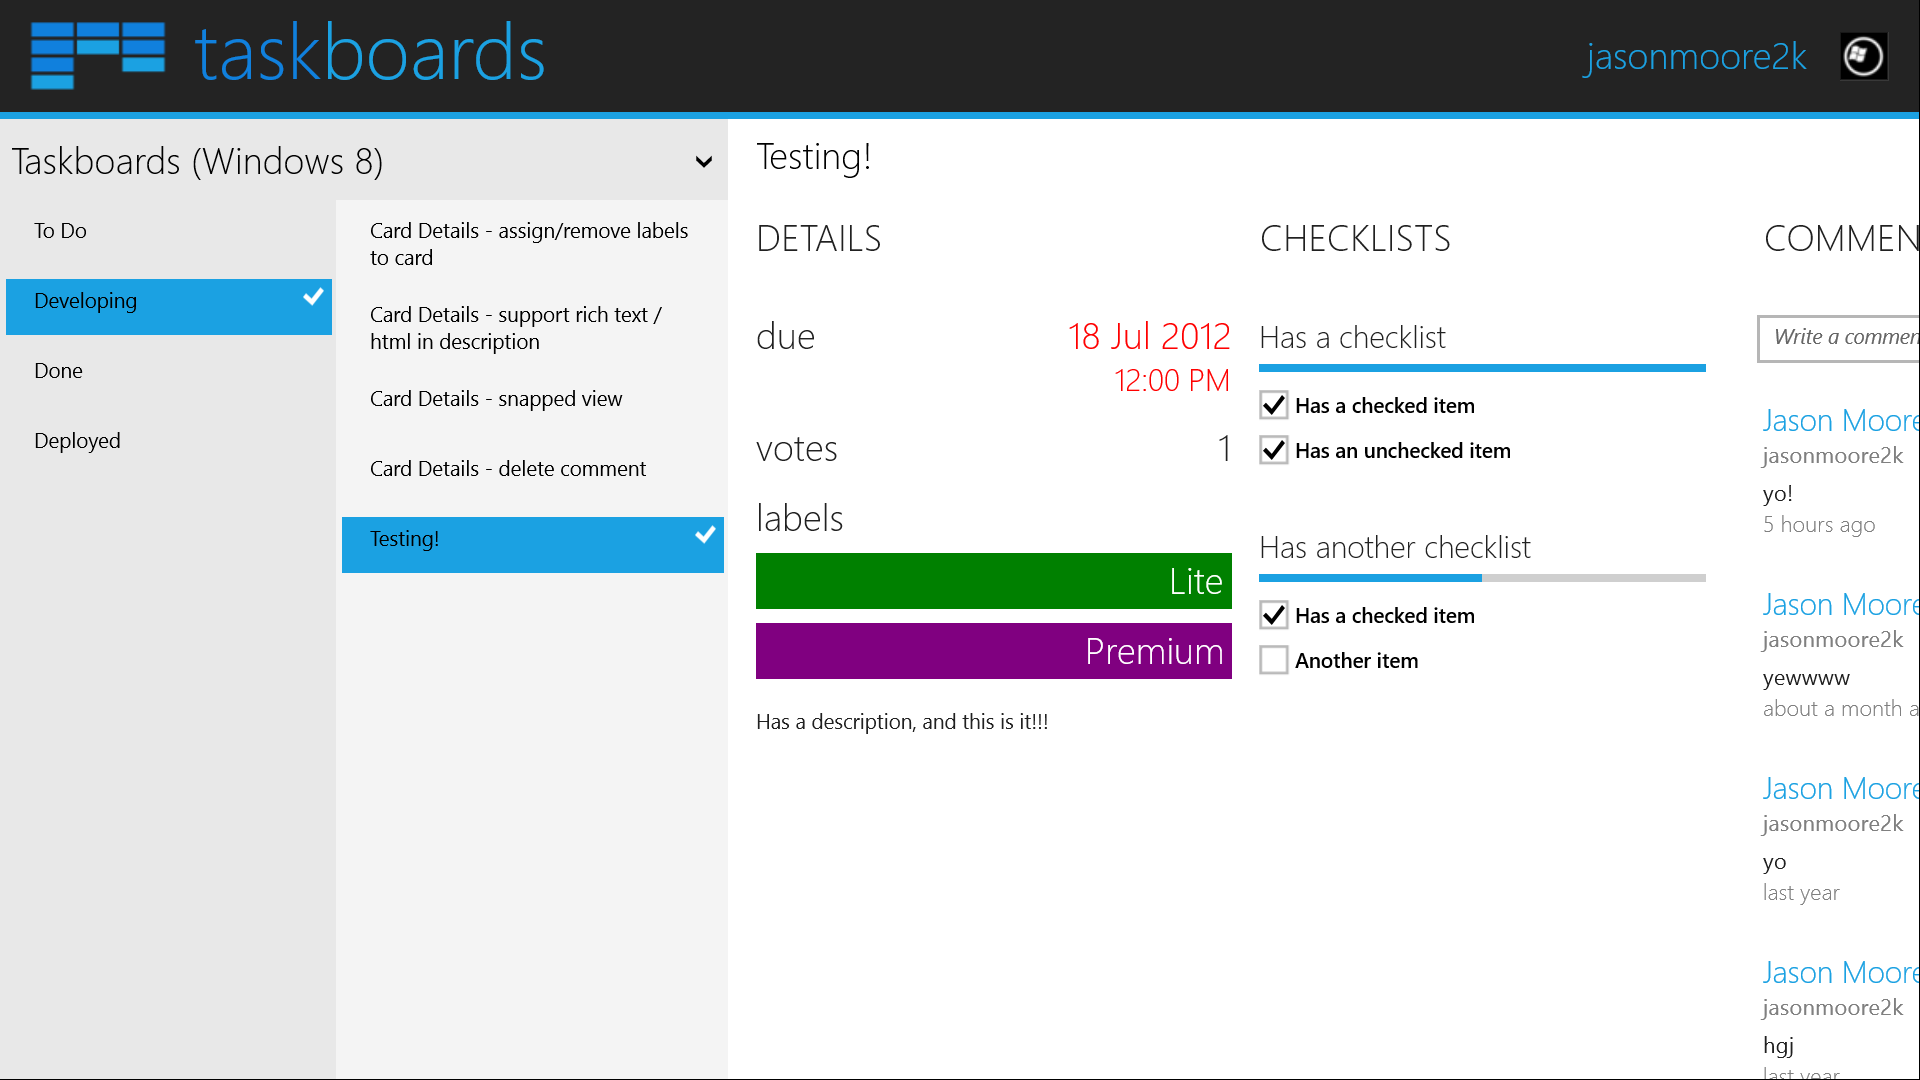 taskboards
jasonmoore2k
Taskboards (Windows 8)
To Do
Developing
Done
Deployed
Card Details - assign/remove labels
to card
Card Details - support rich text /
html in description
Card Details - snapped view
Card Details - delete comment
Testing!
Testing!
DETAILS
due
18 Jul 2012
12:00 PM
votes
1
labels
Lite
Premium
Has a description, and this is it!!!
CHECKLISTS
Has a checklist
Has a checked item
Has an unchecked item
Has another checklist
Has a checked item
Another item
COMMEN
Write a commen
Jason Moore
jasonmoore2k
yo!
5 hours ago
Jason Moore
jasonmoore2k
yewwww
about a month a
Jason Moore
jasonmoore2k
yo
last year
Jason Moore
jasonmoore2k
hgj
last year